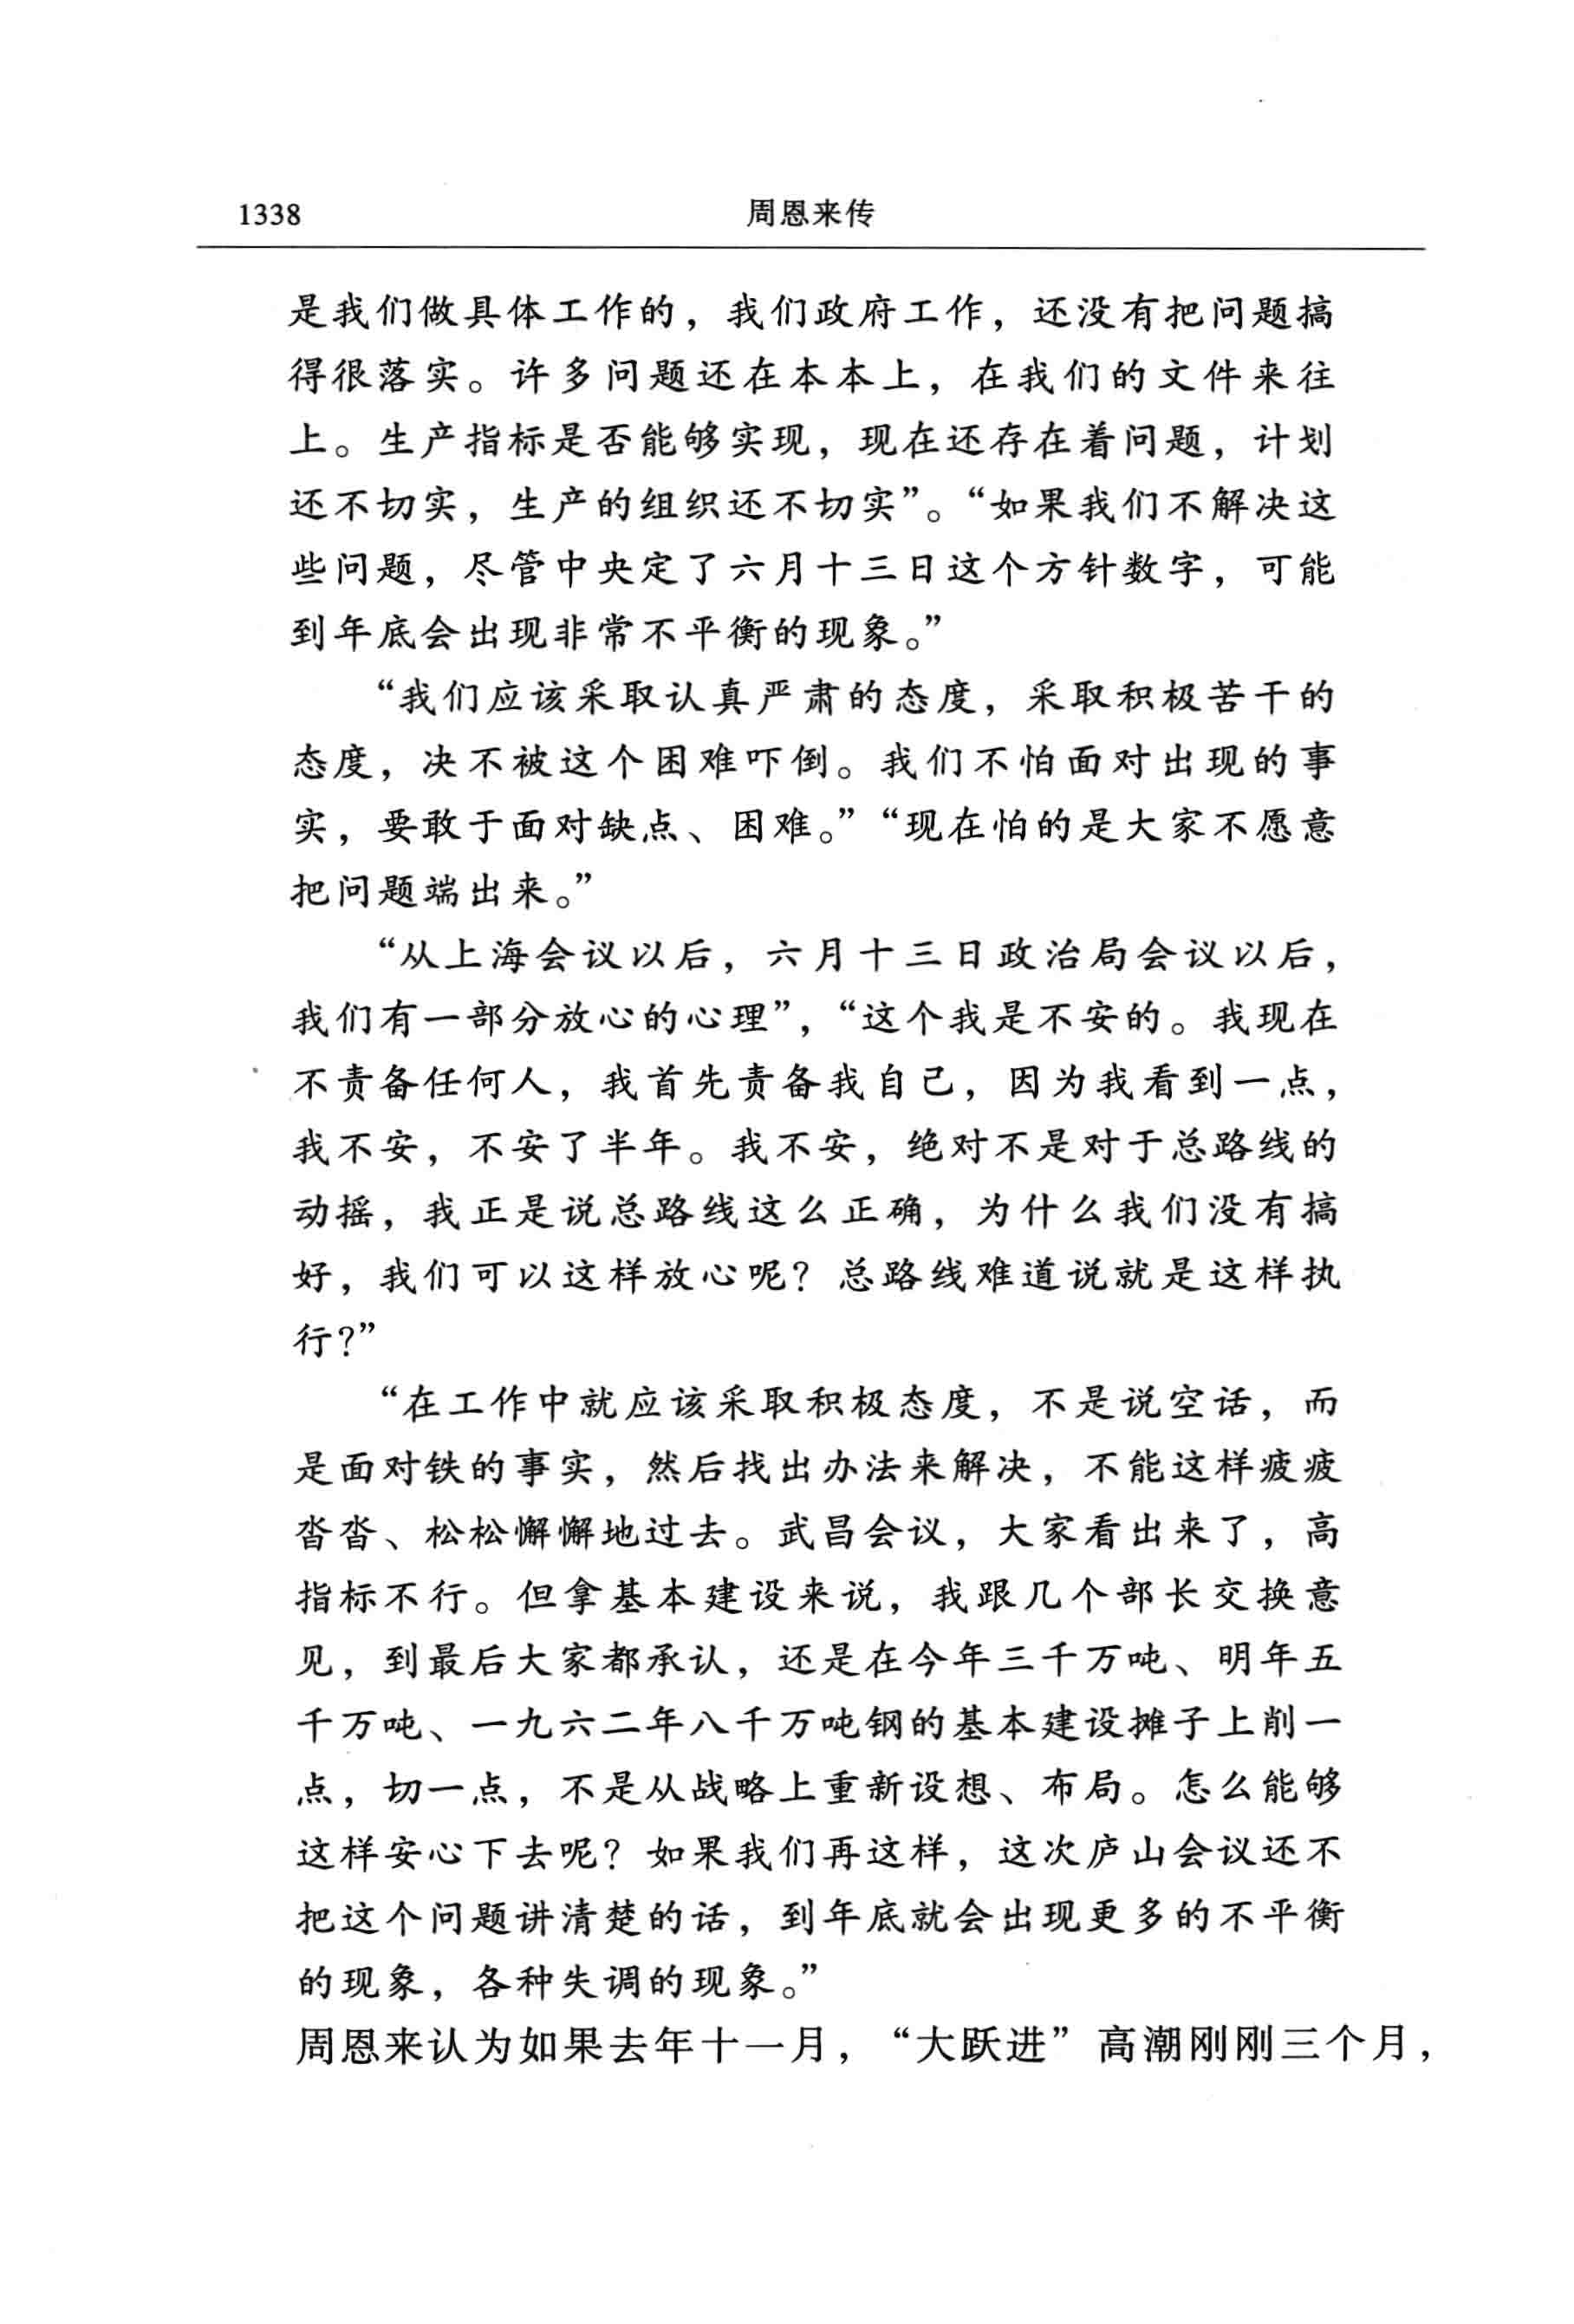 1338 周恩来传
是我们做具体工作的，我们政府工作，还没有把问题搞
得很落实。许多问题还在本本上，在我们的文件来往
上。生产指标是否能够实现，现在还存在着问题，计划
还不切实，生产的组织还不切实”。“如果我们不解决这
些问题，尽管中央定了六月十三日这个方针数字，可能
到年底会出现非常不平衡的现象。”
“我们应该采取认真严肃的态度，采取积极苦干的
态度，决不被这个困难吓倒。我们不怕面对出现的事
实，要敢于面对缺点、困难。”“现在怕的是大家不愿意
把问题端出来。”
“从上海会议以后，六月十三日政治局会议以后，
我们有一部分放心的心理”，“这个我是不安的。我现在
不责备任何人，我首先责备我自己，因为我看到一点，
我不安，不安了半年。我不安，绝对不是对于总路线的
动摇，我正是说总路线这么正确，为什么我们没有搞
好，我们可以这样放心呢？总路线难道说就是这样执
行？”
“在工作中就应该采取积极态度，不是说空话，而
是面对铁的事实，然后找出办法来解决，不能这样疲疲
沓沓、松松懈懈地过去。武昌会议，大家看出来了，高
指标不行。但拿基本建设来说，我跟几个部长交换意
见，到最后大家都承认，还是在今年三千万吨、明年五
千万吨、一九六二年八千万吨钢的基本建设摊子上削一
点，切一点，不是从战略上重新设想、布局。怎么能够
这样安心下去呢？如果我们再这样，这次庐山会议还不
把这个问题讲清楚的话，到年底就会出现更多的不平衡
的现象，各种失调的现象。”
周恩来认为如果去年十一月，“大跃进”高潮刚刚三个月，